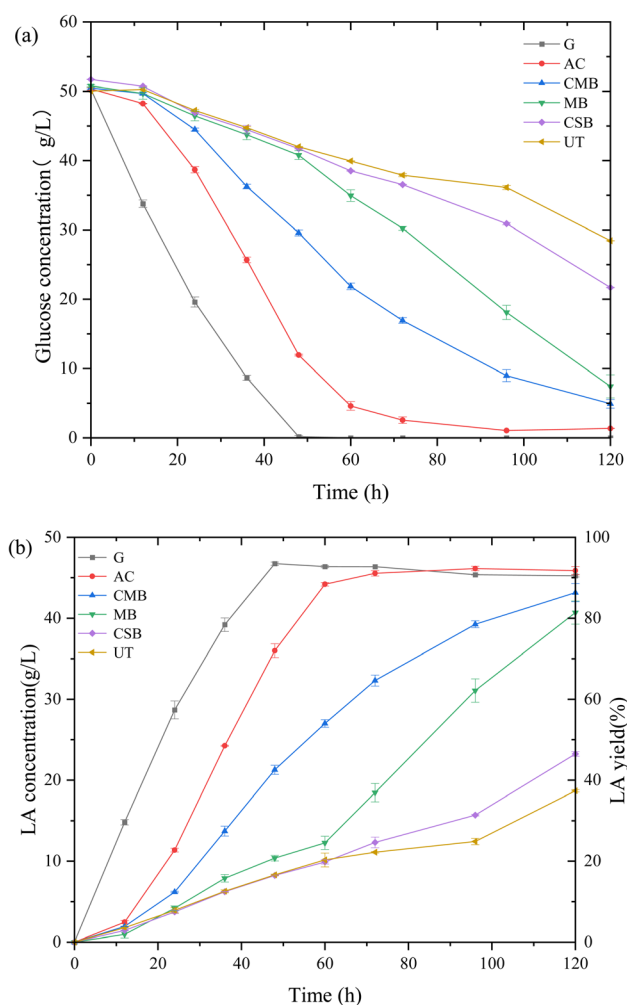 (a)
60
50
40
30
20
10
0
Glucose concentration( g/L)
G
AC
CMB
MB
CSB
UT
0 20 40 60 80 100 120
Time (h)
(b)
50
40
30
20
10
0
LA concentration(g/L)
G
AC
CMB
MB
CSB
UT
100
80
60
40
20
0
LA yield(%)
0 20 40 60 80 100 120
Time (h)